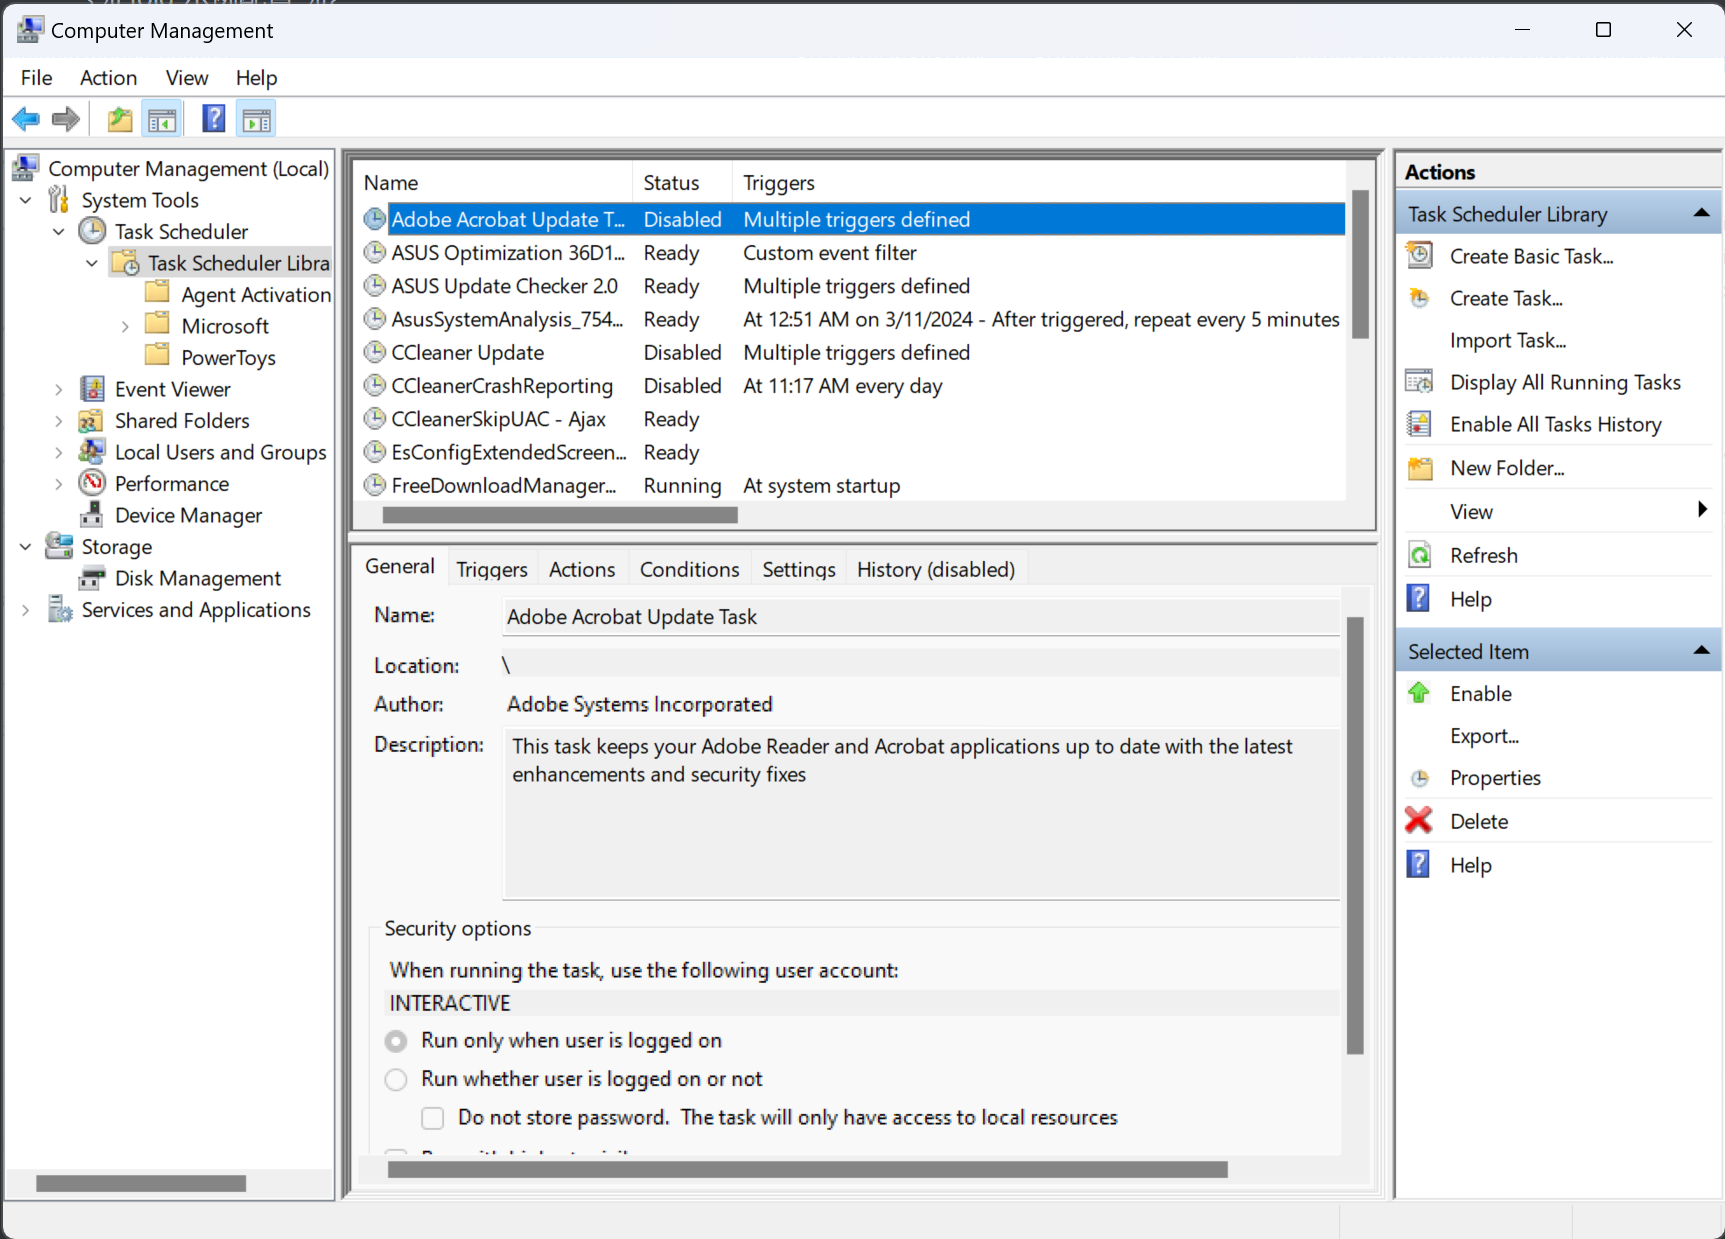 Computer Management
File Action View Help
Computer Management (Local)
System Tools
Task Scheduler
Task Scheduler Libra
Agent Activation
Microsoft
PowerToys
Event Viewer
Shared Folders
Local Users and Groups
Performance
Device Manager
Storage
Disk Management
Services and Applications
Name Status Triggers
Adobe Acrobat Update T... Disabled Multiple triggers defined
ASUS Optimization 36D1... Ready Custom event filter
ASUS Update Checker 2.0 Ready Multiple triggers defined
AsusSystemAnalysis_754... Ready At 12:51 AM on 3/11/2024 - After triggered, repeat every 5 minutes
CCleaner Update Disabled Multiple triggers defined
CCleanerCrashReporting Disabled At 11:17 AM every day
CCleanerSkipUAC - Ajax Ready
EsConfigExtendedScreen... Ready
FreeDownloadManager... Running At system startup
General Triggers Actions Conditions Settings History (disabled)
Name: Adobe Acrobat Update Task
Location: \
Author: Adobe Systems Incorporated
Description: This task keeps your Adobe Reader and Acrobat applications up to date with the latest
enhancements and security fixes
Security options
When running the task, use the following user account:
INTERACTIVE
Run only when user is logged on
Run whether user is logged on or not
Do not store password. The task will only have access to local resources
Actions
Task Scheduler Library
Create Basic Task...
Create Task...
Import Task...
Display All Running Tasks
Enable All Tasks History
New Folder...
View
Refresh
Help
Selected Item
Enable
Export...
Properties
Delete
Help